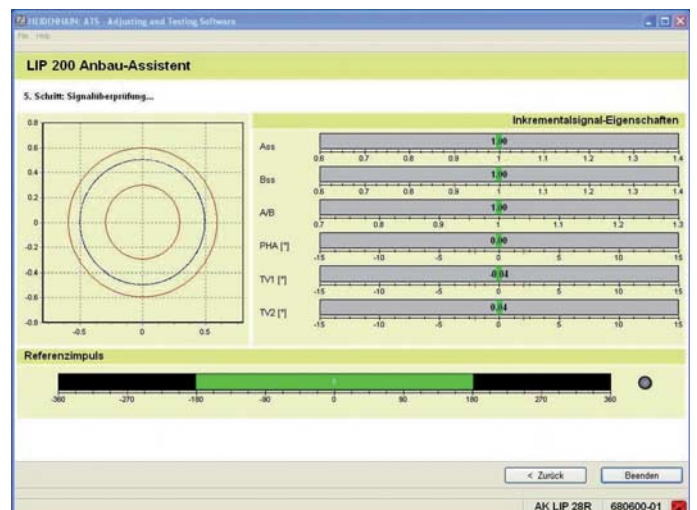 HEIDENHAIN: ATS - Adjusting and Testing Software
File Help
LIP 200 Anbau-Assistent
5. Schritt: Signalüberprüfung...
Inkrementalsignal-Eigenschaften
0.8
0.6
0.4
0.2
0
-0.2
-0.4
-0.6
-0.8
-0.5 0 0.5
Ass 1.00
0.6 0.7 0.8 0.9 1 1.1 1.2 1.3 1.4
Bss 1.00
0.6 0.7 0.8 0.9 1 1.1 1.2 1.3 1.4
A/B 1.00
0.7 0.8 0.9 1 1.1 1.2 1.3
PHA [°] 0.00
-15 -10 -5 0 5 10 15
TV1 [°] -0.04
-15 -10 -5 0 5 10 15
TV2 [°] 0.04
-15 -10 -5 0 5 10 15
Referenzimpuls
-360 -270 -180 -90 0 90 180 270 360
< Zurück Beenden
AK LIP 28R 680600-01